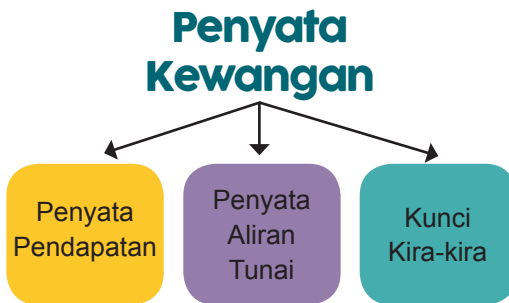 Penyata
Kewangan
Penyata
Pendapatan
Penyata
Aliran
Tunai
Kunci
Kira-kira